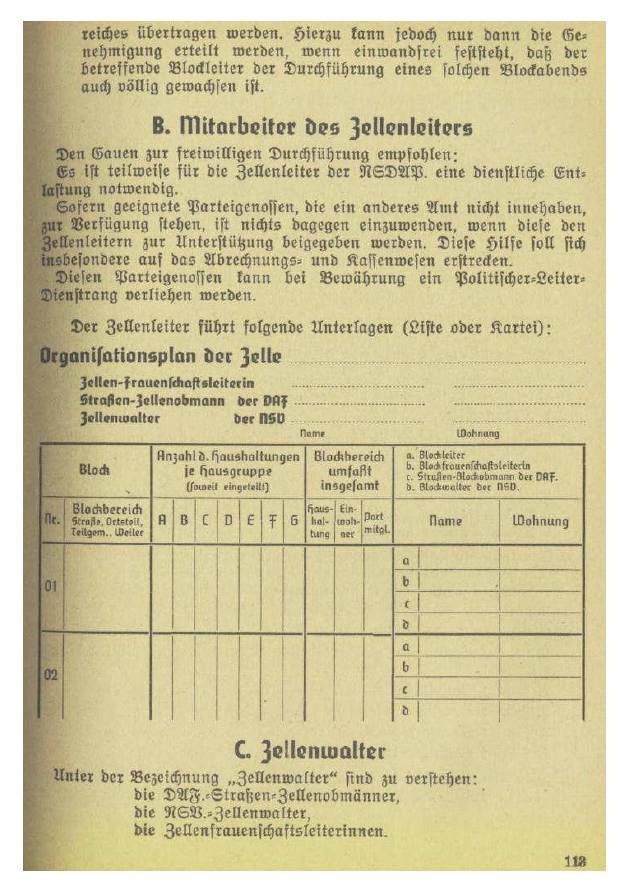 reiches übertragen werden. Hierzu kann jedoch nur dann die Ge-
nehmigung erteilt werden, wenn einwandfrei feststeht, daß der
betreffende Blockleiter der Durchführung eines solchen Blockabends
auch völlig gewachsen ist.
B. Mitarbeiter des Zellenleiters
Den Gauen zur freiwilligen Durchführung empfohlen:
Es ist teilweise für die Zellenleiter der NSDAP. eine dienstliche Ent-
lastung notwendig.
Sofern geeignete Parteigenossen, die ein anderes Amt nicht innehaben,
zur Verfügung stehen, ist nichts dagegen einzuwenden, wenn diese den
Zellenleitern zur Unterstützung beigegeben werden. Diese Hilfe soll sich
insbesondere auf das Abrechnungs- und Kassenwesen erstrecken.
Diesen Parteigenossen kann bei Bewährung ein Politischer-Leiter-
Dienstrang verliehen werden.
Der Zellenleiter führt folgende Unterlagen (Liste oder Kartei):
Organisationsplan der Zelle
Zellen-Frauenschaftsleiterin
Straßen-Zellenobmann der DAF
Zellenwalter der NSV
Name Wohnung
Block
Anzahl d. Haushaltungen
je Hausgruppe
(soweit eingeteilt)
Blockbereich
umfaßt
insgesamt
a. Blockleiter
b. Blockfrauenschaftsleiterin
c. Straßen-Blockobmann der DAF.
d. Blockwalter der NSV.
Nr.
Blockbereich
Straße, Ortsteil,
Teilgem., Weiler
A B C D E F G
Haus-
hal-
tung
Ein-
woh-
ner
Part
mitgl.
Name Wohnung
01
a
b
c
d
02
a
b
c
d
C. Zellenwalter
Unter der Bezeichnung „Zellenwalter“ sind zu verstehen:
die DAF.-Straßen-Zellenobmänner,
die NSV.-Zellenwalter,
die Zellenfrauenschaftsleiterinnen.
113